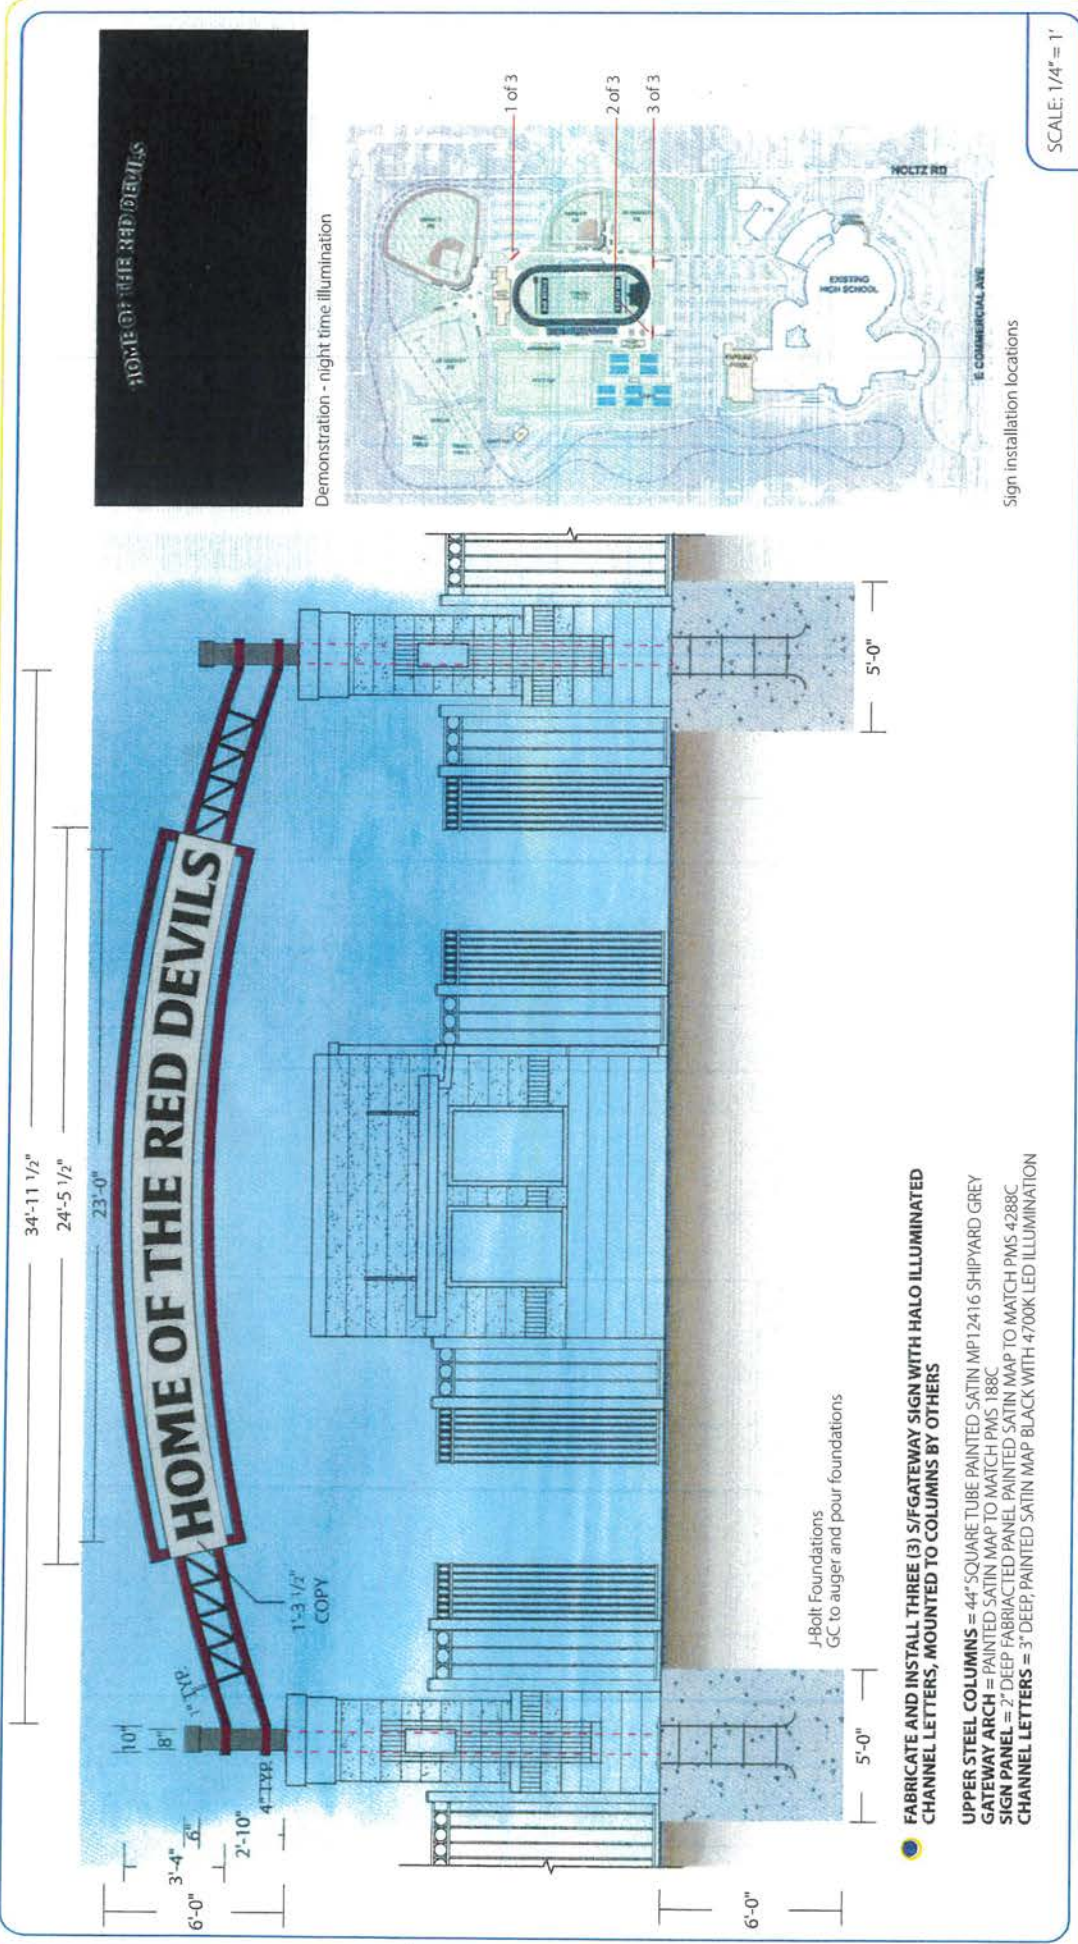 34'-11 1/2"
24'-5 1/2"
23'-0"
HOME OF THE RED DEVILS
10"
8"
1" TYP.
6"
3'-4"
6'-0"
2'-10"
4" TYP.
1'-3 1/2"
COPY
6'-0"
5'-0"
5'-0"
J-Bolt Foundations
GC to auger and pour foundations
FABRICATE AND INSTALL THREE (3) S/F GATEWAY SIGN WITH HALO ILLUMINATED
CHANNEL LETTERS, MOUNTED TO COLUMNS BY OTHERS
UPPER STEEL COLUMNS = 44" SQUARE TUBE PAINTED SATIN MP12416 SHIPYARD GREY
GATEWAY ARCH = PAINTED SATIN MAP TO MATCH PMS 188C
SIGN PANEL = 2" DEEP FABRIACTED PANEL PAINTED SATIN MAP TO MATCH PMS 4288C
CHANNEL LETTERS = 3" DEEP, PAINTED SATIN MAP BLACK WITH 4700K LED ILLUMINATION
HOME OF THE RED DEVILS
Demonstration - night time illumination
1 of 3
2 of 3
3 of 3
EXISTING
HIGH SCHOOL
HOLTZ RD
E COMMERCIAL AVE
Sign installation locations
SCALE: 1/4" = 1'